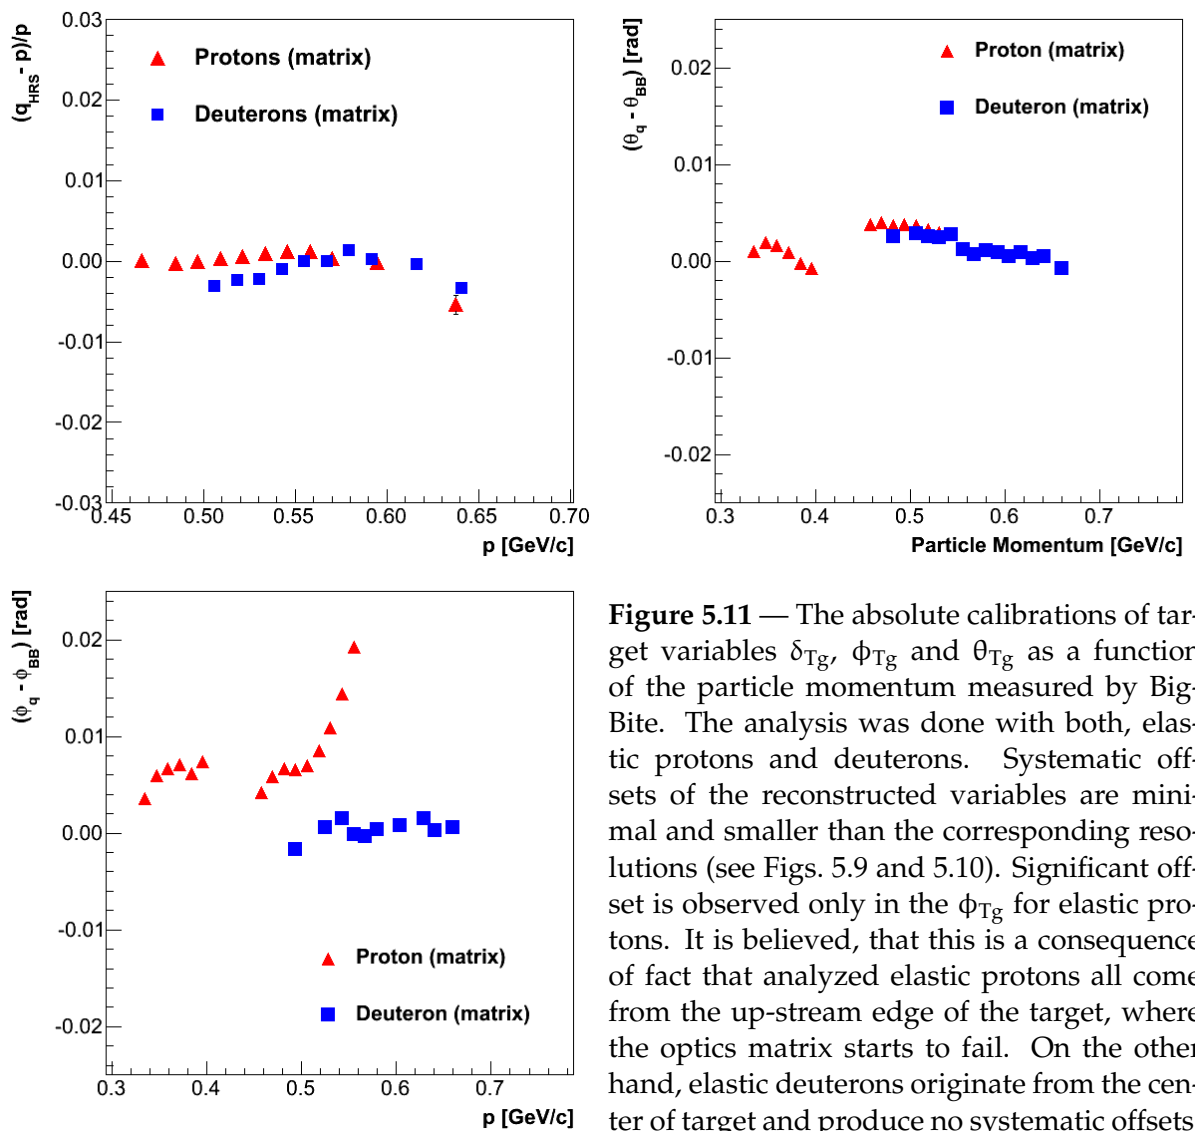 0.03
0.02
0.01
0.00
-0.01
-0.02
-0.03
(q_HRS - p)/p
Protons (matrix)
Deuterons (matrix)
0.45 0.50 0.55 0.60 0.65 0.70
p [GeV/c]
0.02
0.01
0.00
-0.01
-0.02
(θ_q - θ_BB) [rad]
Proton (matrix)
Deuteron (matrix)
0.3 0.4 0.5 0.6 0.7
Particle Momentum [GeV/c]
0.02
0.01
0.00
-0.01
-0.02
(ϕ_q - ϕ_BB) [rad]
Proton (matrix)
Deuteron (matrix)
0.3 0.4 0.5 0.6 0.7
p [GeV/c]
Figure 5.11 — The absolute calibrations of tar-
get variables δ_Tg, ϕ_Tg and θ_Tg as a function
of the particle momentum measured by Big-
Bite. The analysis was done with both, elas-
tic protons and deuterons. Systematic off-
sets of the reconstructed variables are mini-
mal and smaller than the corresponding reso-
lutions (see Figs. 5.9 and 5.10). Significant off-
set is observed only in the ϕ_Tg for elastic pro-
tons. It is believed, that this is a consequence
of fact that analyzed elastic protons all come
from the up-stream edge of the target, where
the optics matrix starts to fail. On the other
hand, elastic deuterons originate from the cen-
ter of target and produce no systematic offsets.